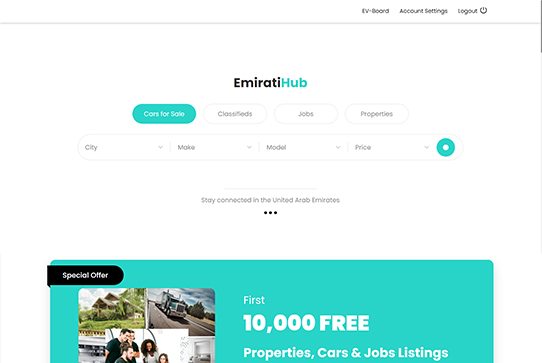 EV-Board Account Settings Logout
EmiratiHub
Cars for Sale Classifieds Jobs Properties
City Make Model Price
Stay connected in the United Arab Emirates
Special Offer
First
10,000 FREE
Properties, Cars & Jobs Listings